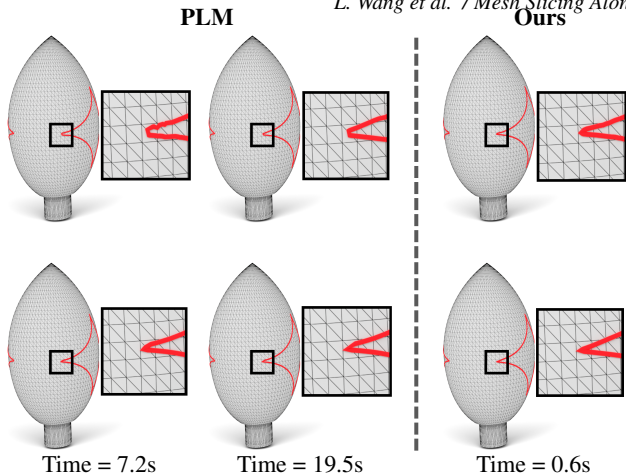 L. Wang et al. / Mesh Slicing Alon
PLM
Ours
Time = 7.2s
Time = 19.5s
Time = 0.6s